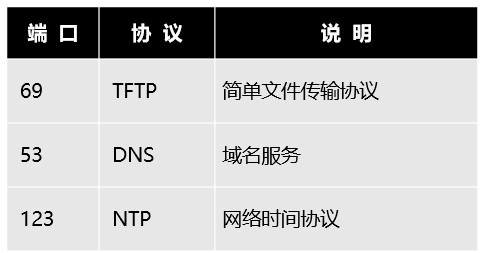 端 口 协 议 说 明
69 TFTP 简单文件传输协议
53 DNS 域名服务
123 NTP 网络时间协议